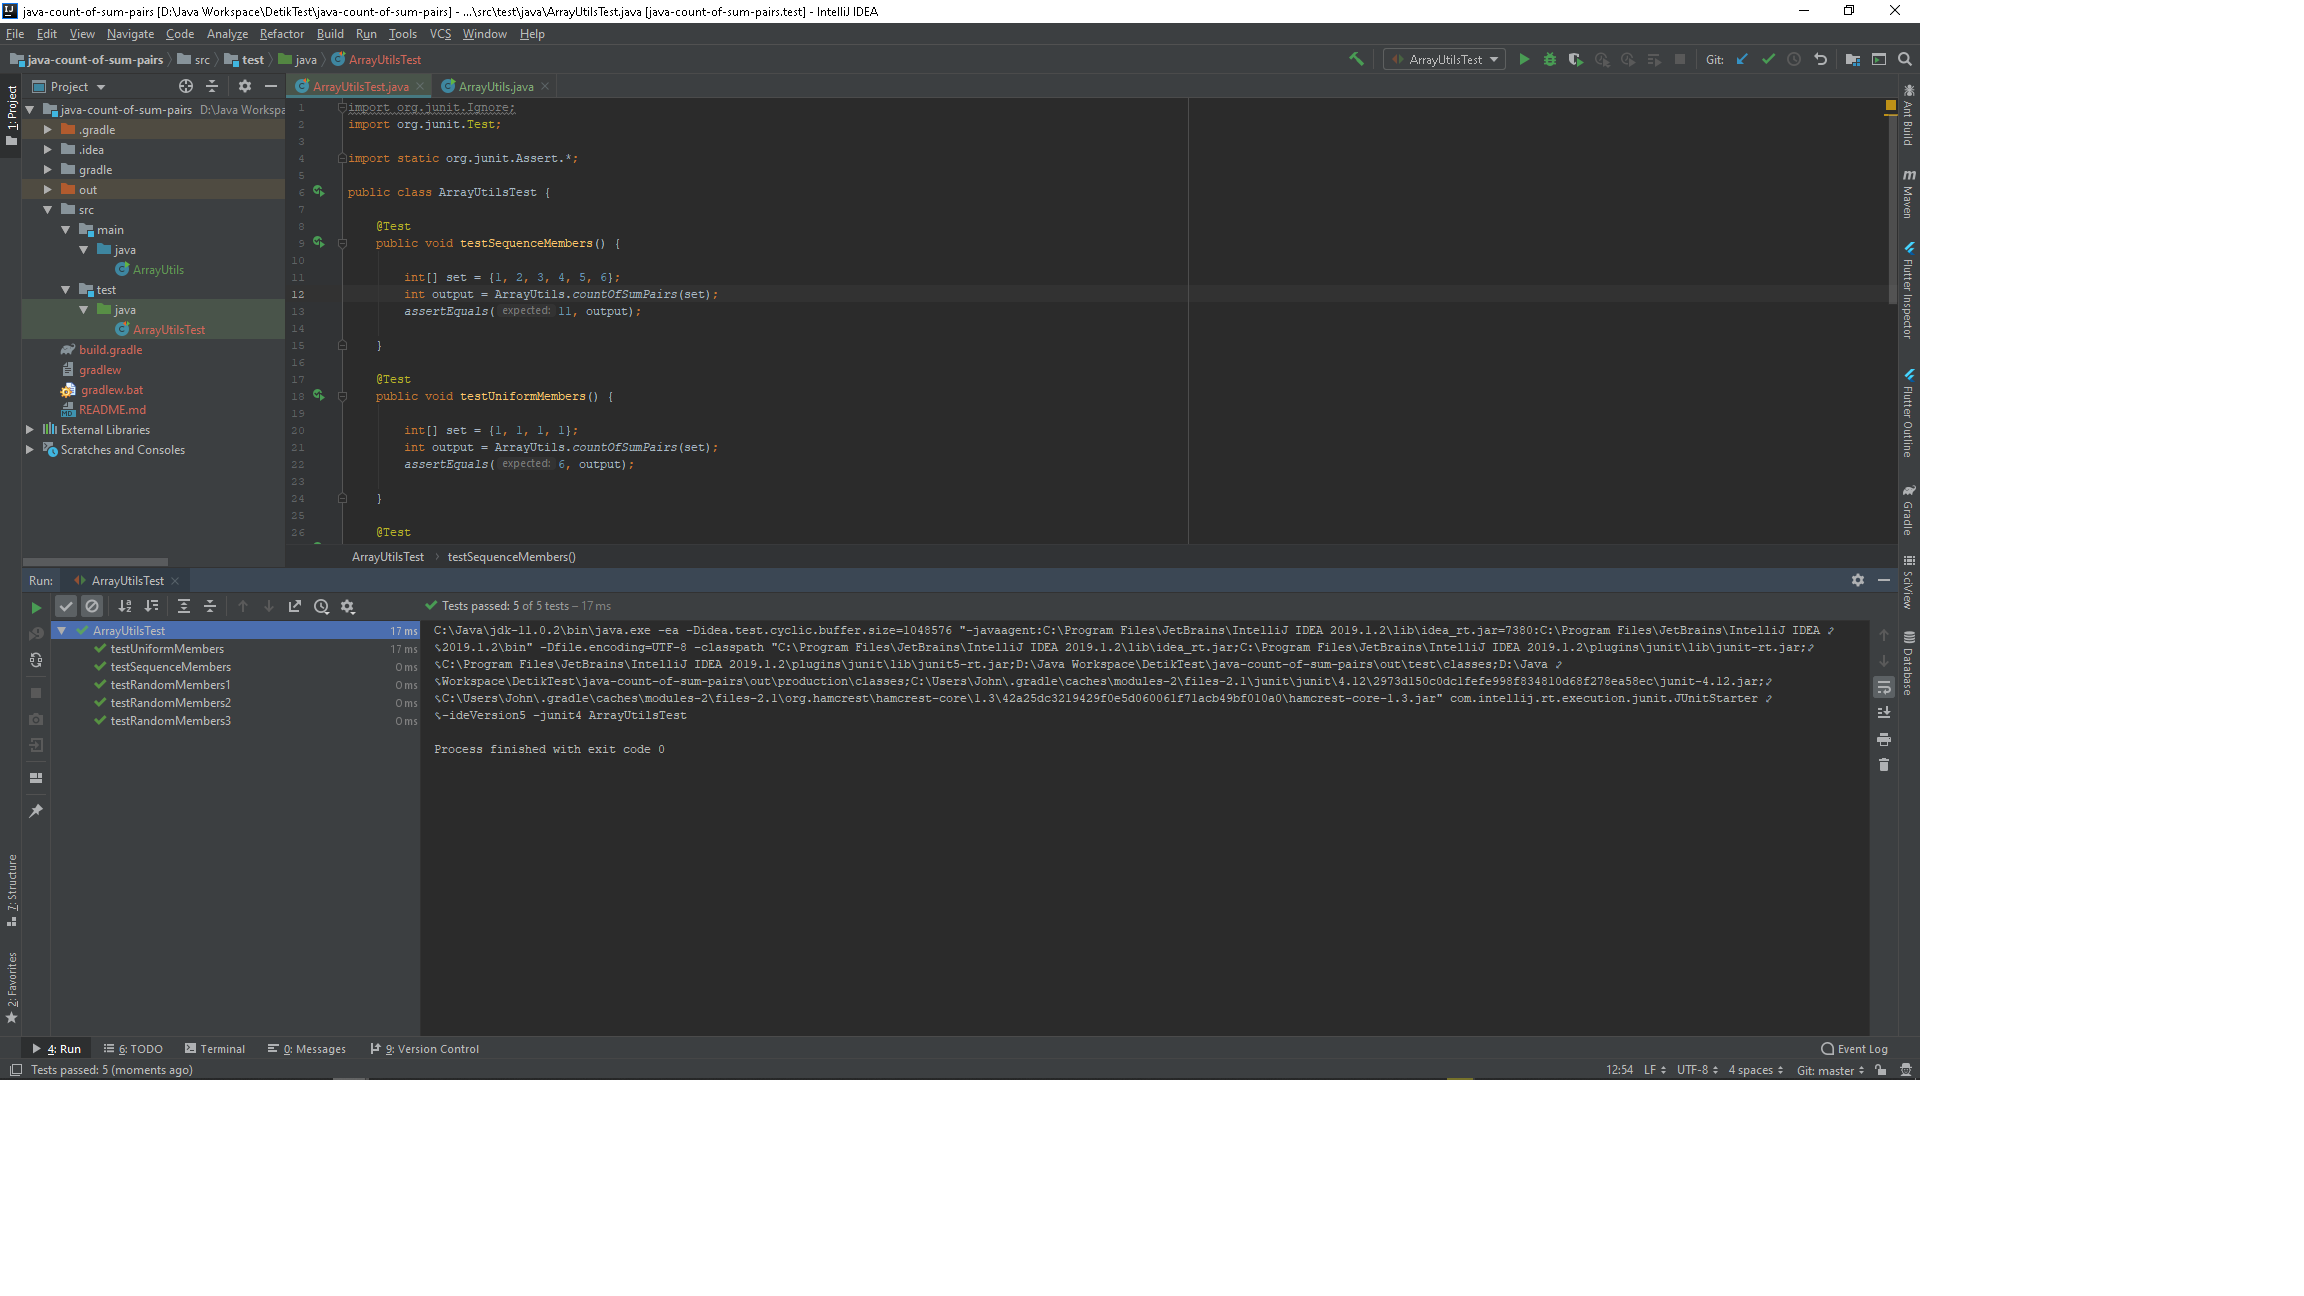 java-count-of-sum-pairs [D:\Java Workspace\DetikTest\java-count-of-sum-pairs] - ...\src\test\java\ArrayUtilsTest.java [java-count-of-sum-pairs.test] - IntelliJ IDEA
File Edit View Navigate Code Analyze Refactor Build Run Tools VCS Window Help
java-count-of-sum-pairs src test java ArrayUtilsTest
ArrayUtilsTest Git:
Project
ArrayUtilsTest.java ArrayUtils.java
1: Project
java-count-of-sum-pairs D:\Java Workspa
.gradle
.idea
gradle
out
src
main
java
ArrayUtils
test
java
ArrayUtilsTest
build.gradle
gradlew
gradlew.bat
README.md
External Libraries
Scratches and Consoles
1 import org.junit.Ignore;
2 import org.junit.Test;
3
4 import static org.junit.Assert.*;
5
6 public class ArrayUtilsTest {
7
8 @Test
9 public void testSequenceMembers() {
10
11 int[] set = {1, 2, 3, 4, 5, 6};
12 int output = ArrayUtils.countOfSumPairs(set);
13 assertEquals( expected: 11, output);
14
15 }
16
17 @Test
18 public void testUniformMembers() {
19
20 int[] set = {1, 1, 1, 1};
21 int output = ArrayUtils.countOfSumPairs(set);
22 assertEquals( expected: 6, output);
23
24 }
25
26 @Test
ArrayUtilsTest testSequenceMembers()
Ant Build
Maven
Flutter Inspector
Flutter Outline
Gradle
SciView
Database
Run: ArrayUtilsTest
Tests passed: 5 of 5 tests – 17 ms
ArrayUtilsTest 17 ms
testUniformMembers 17 ms
testSequenceMembers 0 ms
testRandomMembers1 0 ms
testRandomMembers2 0 ms
testRandomMembers3 0 ms
C:\Java\jdk-11.0.2\bin\java.exe -ea -Didea.test.cyclic.buffer.size=1048576 "-javaagent:C:\Program Files\JetBrains\IntelliJ IDEA 2019.1.2\lib\idea_rt.jar=7380:C:\Program Files\JetBrains\IntelliJ IDEA
2019.1.2\bin" -Dfile.encoding=UTF-8 -classpath "C:\Program Files\JetBrains\IntelliJ IDEA 2019.1.2\lib\idea_rt.jar;C:\Program Files\JetBrains\IntelliJ IDEA 2019.1.2\plugins\junit\lib\junit-rt.jar;
C:\Program Files\JetBrains\IntelliJ IDEA 2019.1.2\plugins\junit\lib\junit5-rt.jar;D:\Java Workspace\DetikTest\java-count-of-sum-pairs\out\test\classes;D:\Java
Workspace\DetikTest\java-count-of-sum-pairs\out\production\classes;C:\Users\John\.gradle\caches\modules-2\files-2.1\junit\junit\4.12\2973d150c0dc1fefe998f834810d68f278ea58ec\junit-4.12.jar;
C:\Users\John\.gradle\caches\modules-2\files-2.1\org.hamcrest\hamcrest-core\1.3\42a25dc3219429f0e5d060061f71acb49bf010a0\hamcrest-core-1.3.jar" com.intellij.rt.execution.junit.JUnitStarter
-ideVersion5 -junit4 ArrayUtilsTest
Process finished with exit code 0
7: Structure
2: Favorites
4: Run 6: TODO Terminal 0: Messages 9: Version Control Event Log
Tests passed: 5 (moments ago) 12:54 LF UTF-8 4 spaces Git: master